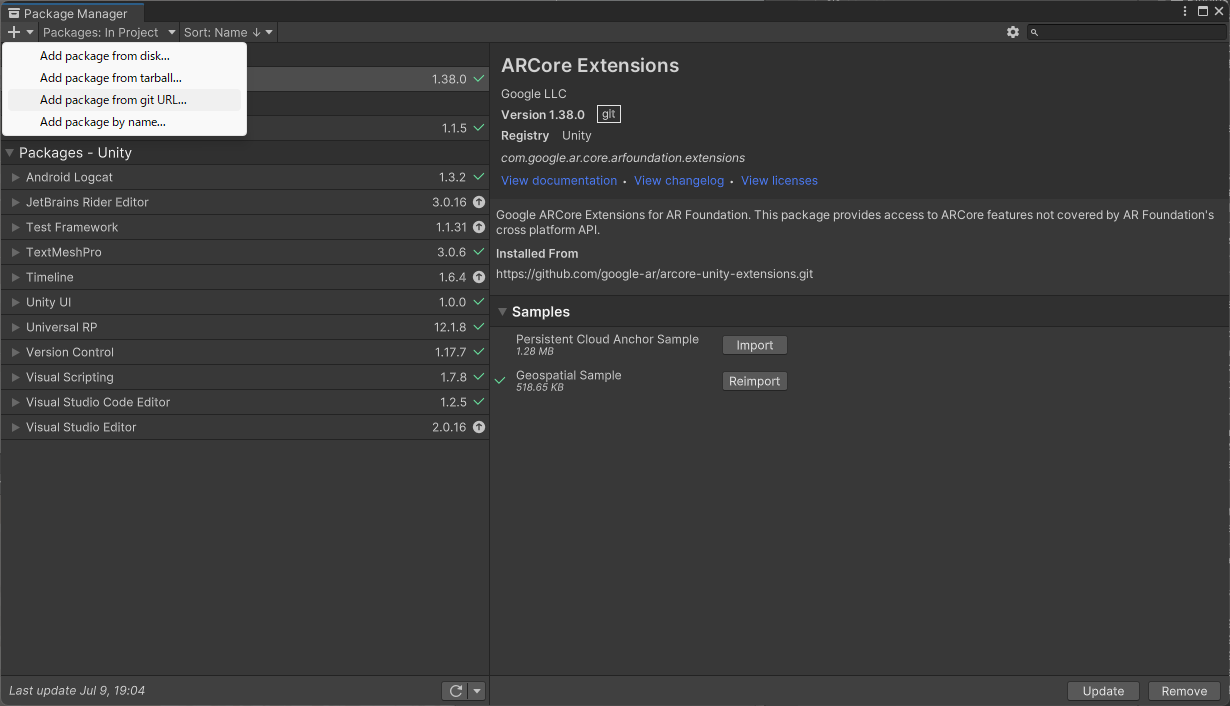 Package Manager
Packages: In Project
Sort: Name ↓
Add package from disk...
Add package from tarball...
Add package from git URL...
Add package by name...
1.38.0
1.1.5
Packages - Unity
Android Logcat 1.3.2
JetBrains Rider Editor 3.0.16
Test Framework 1.1.31
TextMeshPro 3.0.6
Timeline 1.6.4
Unity UI 1.0.0
Universal RP 12.1.8
Version Control 1.17.7
Visual Scripting 1.7.8
Visual Studio Code Editor 1.2.5
Visual Studio Editor 2.0.16
Last update Jul 9, 19:04
ARCore Extensions
Google LLC
Version 1.38.0 git
Registry Unity
com.google.ar.core.arfoundation.extensions
View documentation • View changelog • View licenses
Google ARCore Extensions for AR Foundation. This package provides access to ARCore features not covered by AR Foundation's
cross platform API.
Installed From
https://github.com/google-ar/arcore-unity-extensions.git
Samples
Persistent Cloud Anchor Sample
1.28 MB
Import
Geospatial Sample
518.65 KB
Reimport
Update
Remove